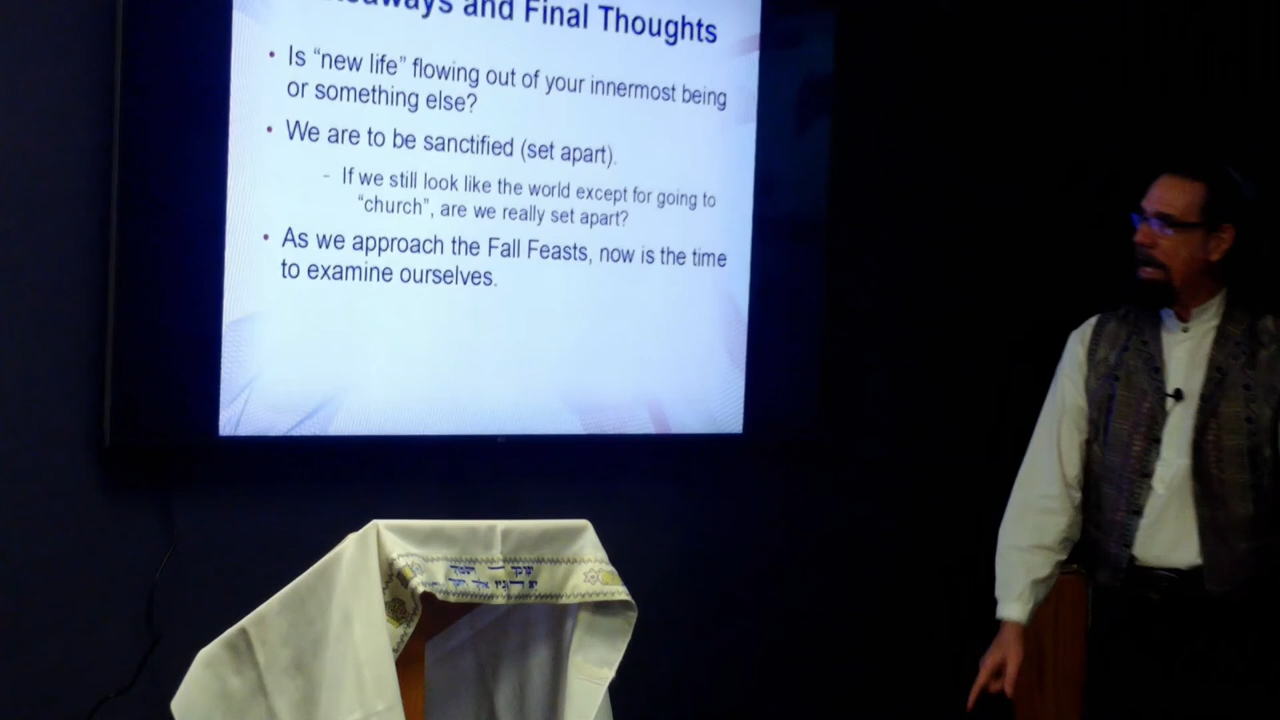 and Final Thoughts
• Is “new life” flowing out of your innermost being
or something else?
• We are to be sanctified (set apart).
- If we still look like the world except for going to
“church”, are we really set apart?
• As we approach the Fall Feasts, now is the time
to examine ourselves.